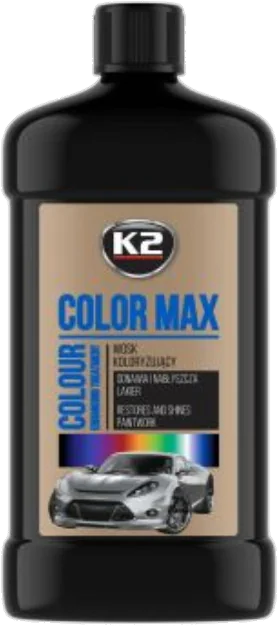 K2
COLOR MAX
COLOUR
WOSK
KOLORYZUJĄCY
ODNAWIA I NABŁYSZCZA
LAKIER
RESTORES AND SHINES
PAINTWORK